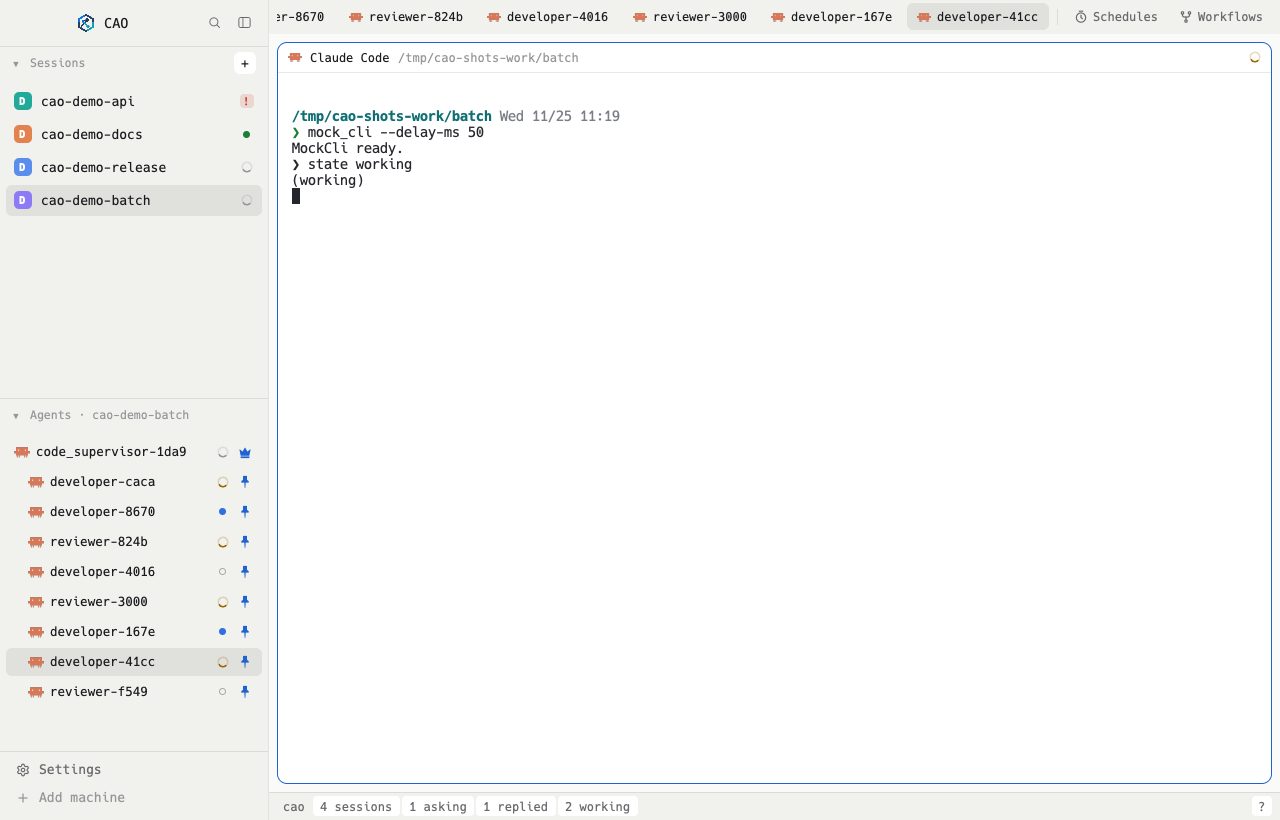 CAO
Sessions
+
D cao-demo-api !
D cao-demo-docs
D cao-demo-release
D cao-demo-batch
Agents · cao-demo-batch
code_supervisor-1da9
developer-caca
developer-8670
reviewer-824b
developer-4016
reviewer-3000
developer-167e
developer-41cc
reviewer-f549
Settings
+ Add machine
er-8670 reviewer-824b developer-4016 reviewer-3000 developer-167e developer-41cc Schedules Workflows
Claude Code /tmp/cao-shots-work/batch
/tmp/cao-shots-work/batch Wed 11/25 11:19
❯ mock_cli --delay-ms 50
MockCli ready.
❯ state working
(working)
cao 4 sessions 1 asking 1 replied 2 working ?